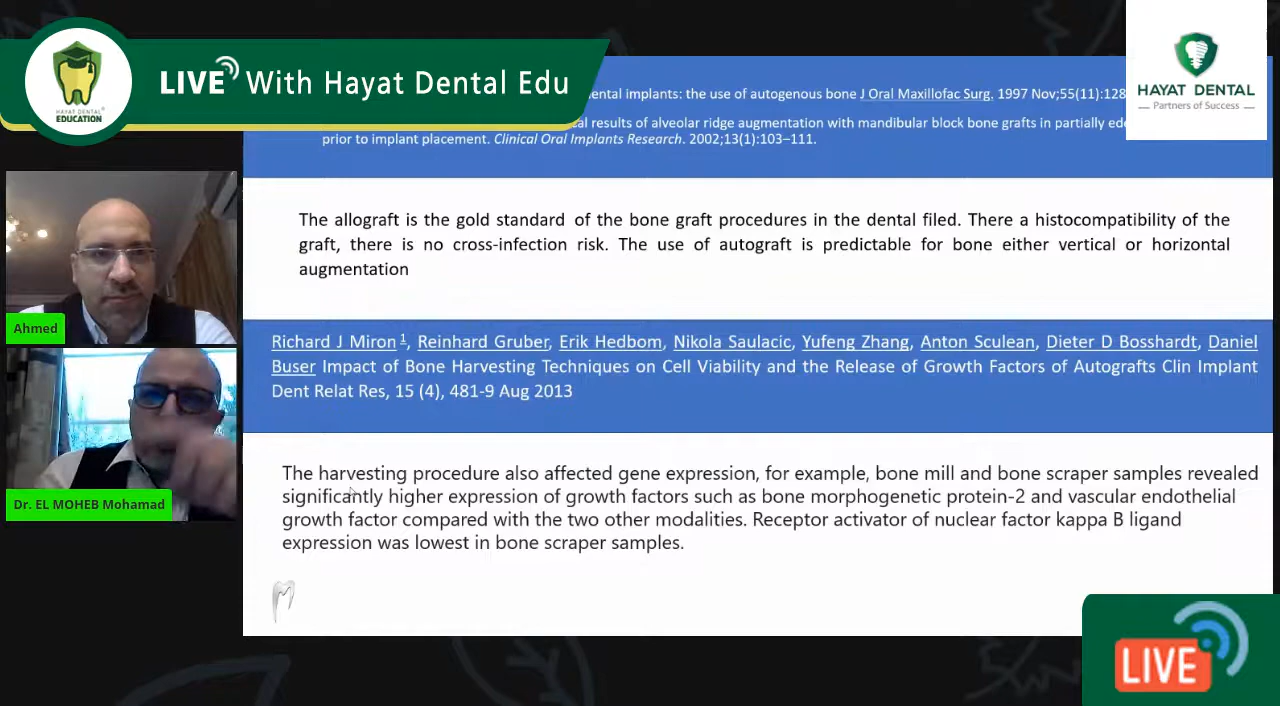 LIVE With Hayat Dental Edu
HAYAT DENTAL
EDUCATION
HAYAT DENTAL
Partners of Success
dental implants: the use of autogenous bone J Oral Maxillofac Surg. 1997 Nov;55(11):128
results of alveolar ridge augmentation with mandibular block bone grafts in partially
prior to implant placement. Clinical Oral Implants Research. 2002;13(1):103–111.
The allograft is the gold standard of the bone graft procedures in the dental filed. There a histocompatibility of the
graft, there is no cross-infection risk. The use of autograft is predictable for bone either vertical or horizontal
augmentation
Richard J Miron 1, Reinhard Gruber, Erik Hedbom, Nikola Saulacic, Yufeng Zhang, Anton Sculean, Dieter D Bosshardt, Daniel
Buser Impact of Bone Harvesting Techniques on Cell Viability and the Release of Growth Factors of Autografts Clin Implant
Dent Relat Res, 15 (4), 481-9 Aug 2013
The harvesting procedure also affected gene expression, for example, bone mill and bone scraper samples revealed
significantly higher expression of growth factors such as bone morphogenetic protein-2 and vascular endothelial
growth factor compared with the two other modalities. Receptor activator of nuclear factor kappa B ligand
expression was lowest in bone scraper samples.
Ahmed
Dr. EL MOHEB Mohamad
LIVE